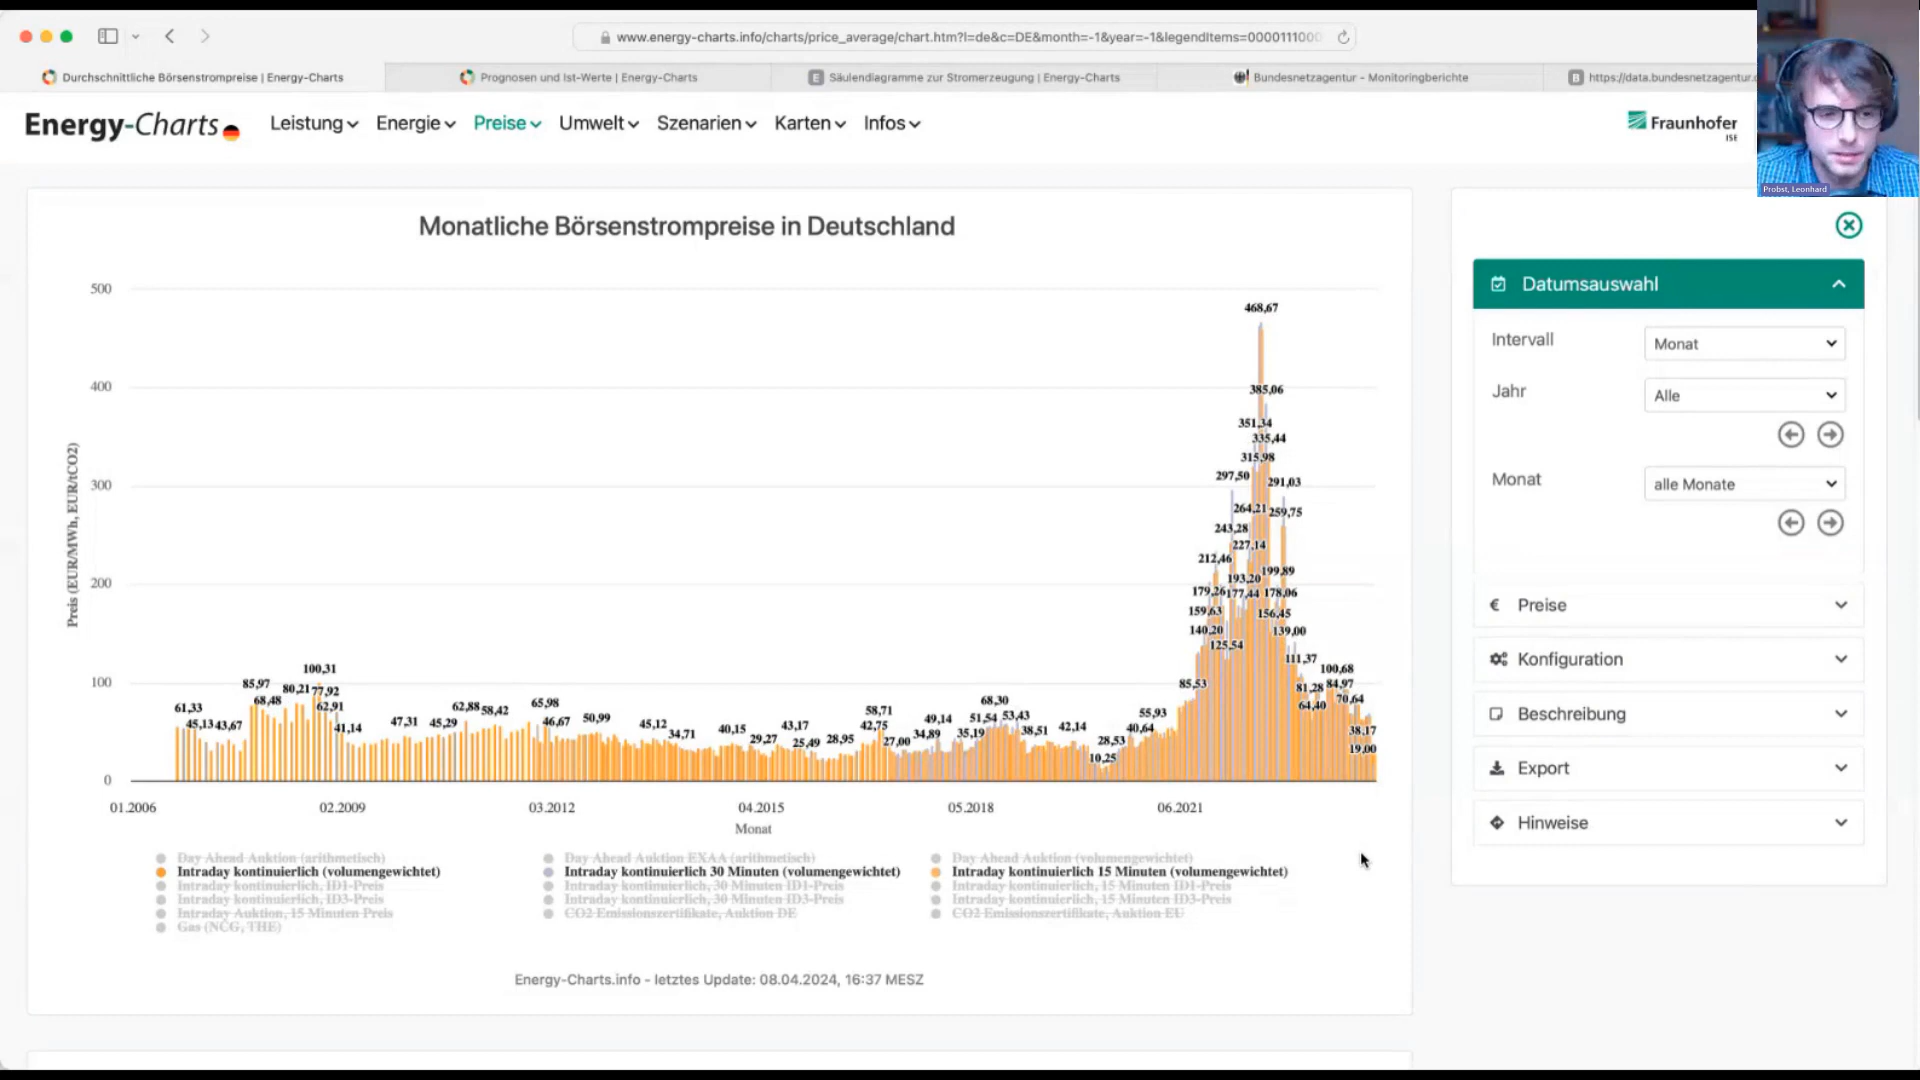 www.energy-charts.info/charts/price_average/chart.htm?l=de&c=DE&month=-1&year=-1&legendItems=0000111000
Durchschnittliche Börsenstrompreise | Energy-Charts
Prognosen und Ist-Werte | Energy-Charts
E Säulendiagramme zur Stromerzeugung | Energy-Charts
Bundesnetzagentur - Monitoringberichte
B https://data.bundesnetzagentur.c
Energy-Charts
Leistung
Energie
Preise
Umwelt
Szenarien
Karten
Infos
Fraunhofer
ISE
Probst, Leonhard
Monatliche Börsenstrompreise in Deutschland
Preis (EUR/MWh, EUR/tCO2)
500
400
300
200
100
0
468,67
385,06
351,34
335,44
315,98
297,50
291,03
264,21
259,75
243,28
227,14
212,46
199,89
193,20
179,26
177,44
178,06
159,63
156,45
140,20
139,00
125,54
111,37
100,68
85,53
81,28
84,97
64,40
70,64
38,17
19,00
61,33
45,13
43,67
85,97
68,48
80,21
100,31
77,92
62,91
41,14
47,31
45,29
62,88
58,42
65,98
46,67
50,99
45,12
34,71
40,15
29,27
43,17
25,49
28,95
58,71
42,75
27,00
34,89
49,14
35,19
51,54
68,30
53,43
38,51
42,14
10,25
28,53
40,64
55,93
01.2006
02.2009
03.2012
04.2015
05.2018
06.2021
Monat
Day Ahead Auktion (arithmetisch)
Day Ahead Auktion EXAA (arithmetisch)
Day Ahead Auktion (volumengewichtet)
Intraday kontinuierlich (volumengewichtet)
Intraday kontinuierlich 30 Minuten (volumengewichtet)
Intraday kontinuierlich 15 Minuten (volumengewichtet)
Intraday kontinuierlich, ID1-Preis
Intraday kontinuierlich, 30 Minuten ID1-Preis
Intraday kontinuierlich, 15 Minuten ID1-Preis
Intraday kontinuierlich, ID3-Preis
Intraday kontinuierlich, 30 Minuten ID3-Preis
Intraday kontinuierlich, 15 Minuten ID3-Preis
Intraday Auktion, 15 Minuten Preis
CO2 Emissionszertifikate, Auktion DE
CO2 Emissionszertifikate, Auktion EU
Gas (NCG, THE)
Energy-Charts.info - letztes Update: 08.04.2024, 16:37 MESZ
Datumsauswahl
Intervall
Monat
Jahr
Alle
Monat
alle Monate
€ Preise
Konfiguration
Beschreibung
Export
Hinweise